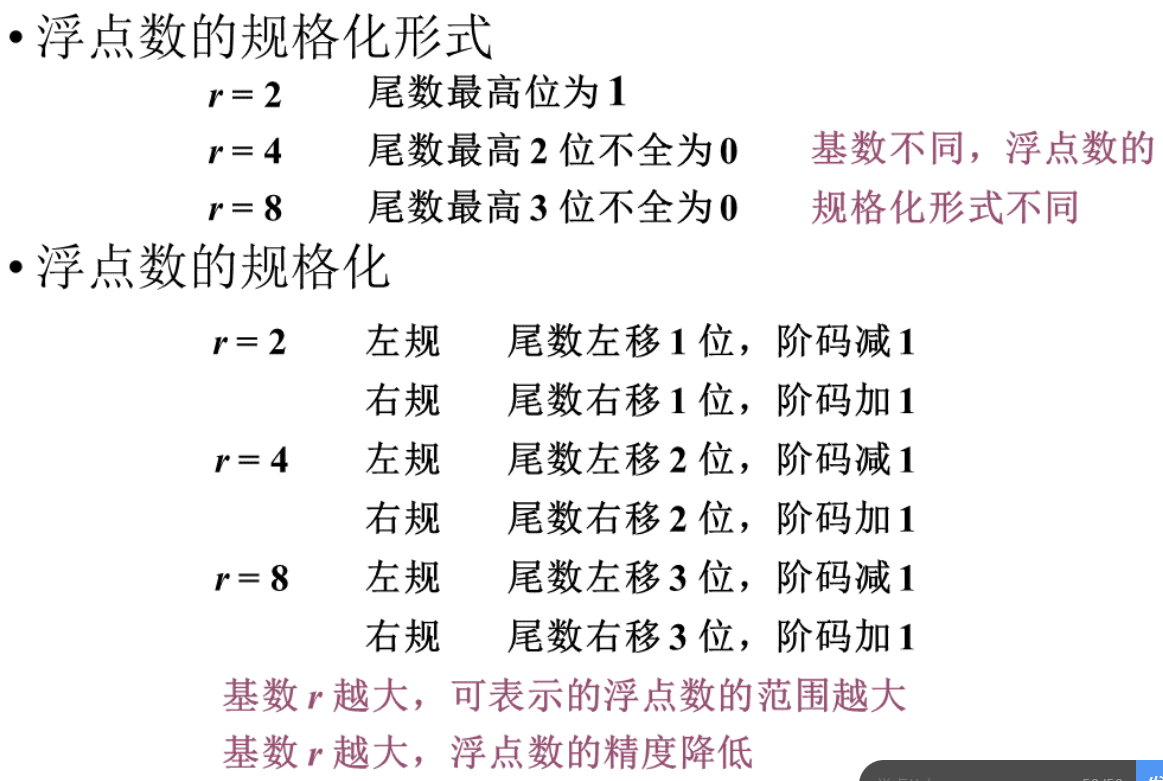 • 浮点数的规格化形式
r = 2 尾数最高位为 1
r = 4 尾数最高 2 位不全为 0 基数不同，浮点数的
r = 8 尾数最高 3 位不全为 0 规格化形式不同
• 浮点数的规格化
r = 2 左规 尾数左移 1 位，阶码减 1
右规 尾数右移 1 位，阶码加 1
r = 4 左规 尾数左移 2 位，阶码减 1
右规 尾数右移 2 位，阶码加 1
r = 8 左规 尾数左移 3 位，阶码减 1
右规 尾数右移 3 位，阶码加 1
基数 r 越大，可表示的浮点数的范围越大
基数 r 越大，浮点数的精度降低